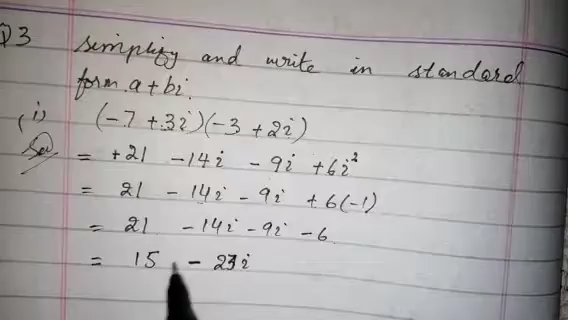 Q3 simplify and write in standard
form a+bi.
(i) (-7 + 3i)(-3 + 2i)
Sol = +21 - 14i - 9i + 6i²
= 21 - 14i - 9i + 6(-1)
= 21 - 14i - 9i - 6
= 15 - 23i